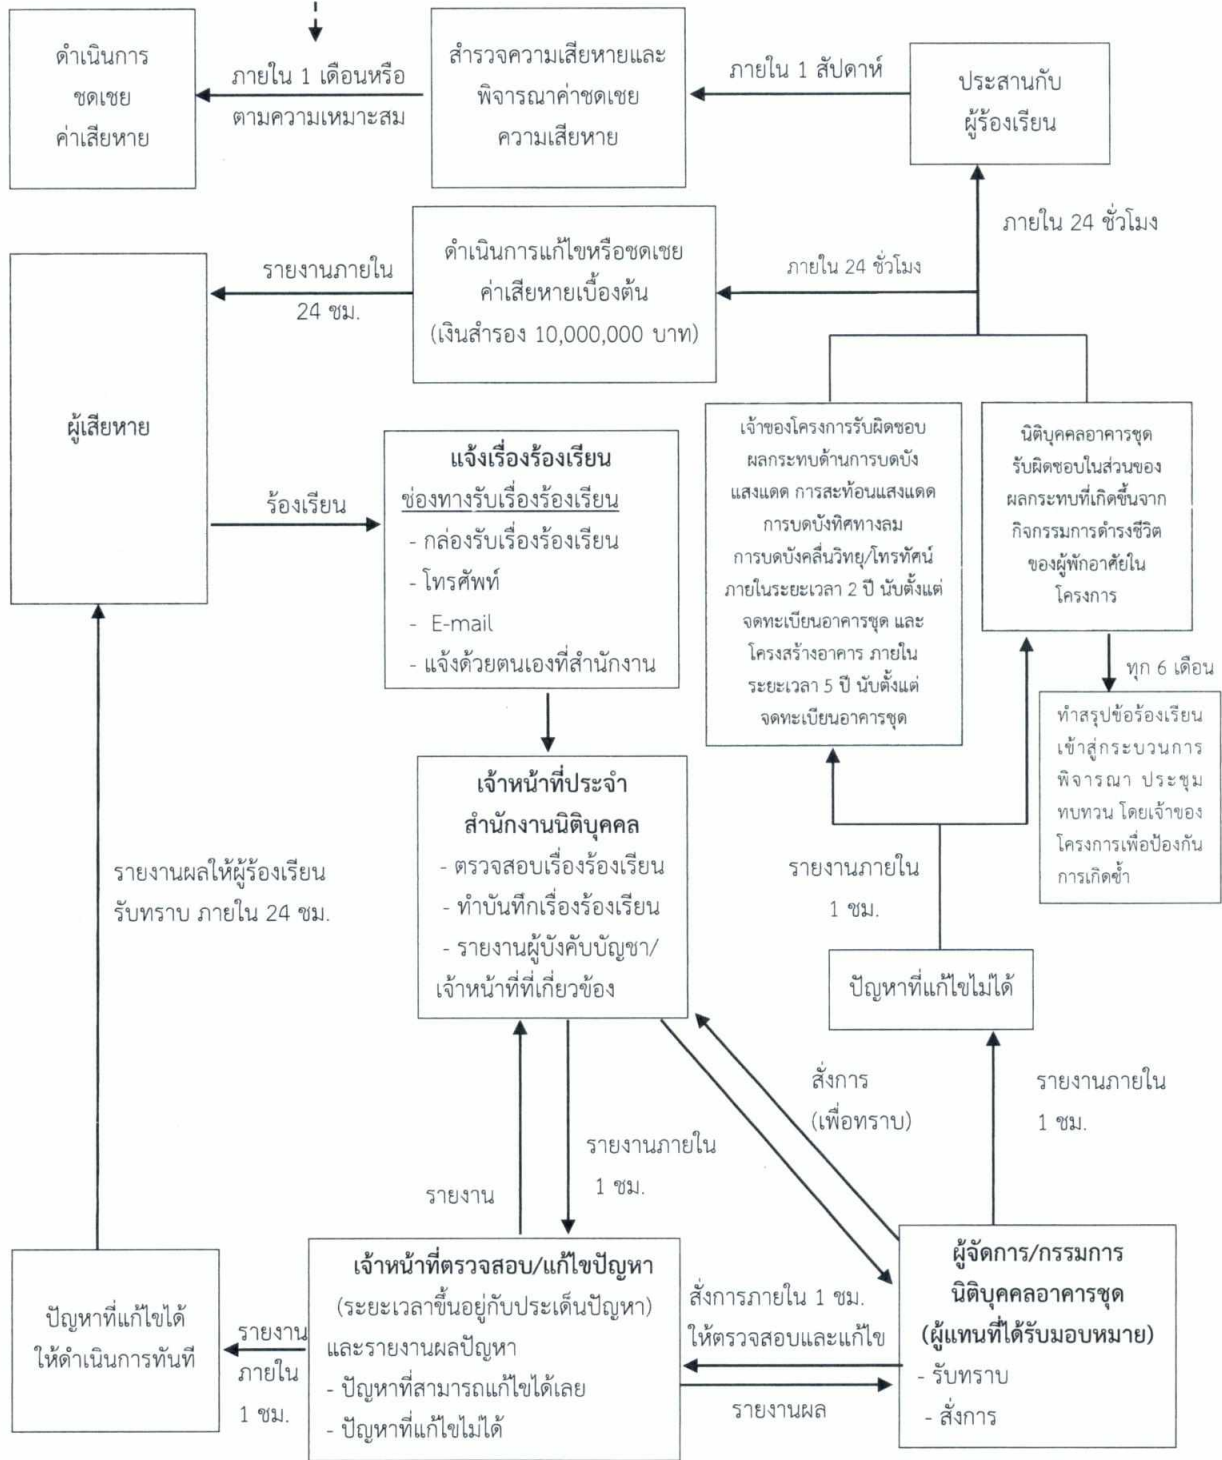 ดำเนินการ
ชดเชย
ค่าเสียหาย
ภายใน 1 เดือนหรือ
ตามความเหมาะสม
สำรวจความเสียหายและ
พิจารณาค่าชดเชย
ความเสียหาย
ภายใน 1 สัปดาห์
ประสานกับ
ผู้ร้องเรียน
ภายใน 24 ชั่วโมง
ผู้เสียหาย
รายงานภายใน
24 ชม.
ดำเนินการแก้ไขหรือชดเชย
ค่าเสียหายเบื้องต้น
(เงินสำรอง 10,000,000 บาท)
ภายใน 24 ชั่วโมง
ร้องเรียน
แจ้งเรื่องร้องเรียน
ช่องทางรับเรื่องร้องเรียน
- กล่องรับเรื่องร้องเรียน
- โทรศัพท์
- E-mail
- แจ้งด้วยตนเองที่สำนักงาน
เจ้าของโครงการรับผิดชอบ
ผลกระทบด้านการบดบัง
แสงแดด การสะท้อนแสงแดด
การบดบังทิศทางลม
การบดบังคลื่นวิทยุ/โทรทัศน์
ภายในระยะเวลา 2 ปี นับตั้งแต่
จดทะเบียนอาคารชุด และ
โครงสร้างอาคาร ภายใน
ระยะเวลา 5 ปี นับตั้งแต่
จดทะเบียนอาคารชุด
นิติบุคคลอาคารชุด
รับผิดชอบในส่วนของ
ผลกระทบที่เกิดขึ้นจาก
กิจกรรมการดำรงชีวิต
ของผู้พักอาศัยใน
โครงการ
ทุก 6 เดือน
ทำสรุปข้อร้องเรียน
เข้าสู่กระบวนการ
พิจารณา ประชุม
ทบทวน โดยเจ้าของ
โครงการเพื่อป้องกัน
การเกิดซ้ำ
เจ้าหน้าที่ประจำ
สำนักงานนิติบุคคล
- ตรวจสอบเรื่องร้องเรียน
- ทำบันทึกเรื่องร้องเรียน
- รายงานผู้บังคับบัญชา/
เจ้าหน้าที่ที่เกี่ยวข้อง
รายงานผลให้ผู้ร้องเรียน
รับทราบ ภายใน 24 ชม.
รายงานภายใน
1 ชม.
ปัญหาที่แก้ไขไม่ได้
สั่งการ
(เพื่อทราบ)
รายงานภายใน
1 ชม.
รายงาน
รายงานภายใน
1 ชม.
ปัญหาที่แก้ไขได้
ให้ดำเนินการทันที
รายงาน
ภายใน
1 ชม.
เจ้าหน้าที่ตรวจสอบ/แก้ไขปัญหา
(ระยะเวลาขึ้นอยู่กับประเด็นปัญหา)
และรายงานผลปัญหา
- ปัญหาที่สามารถแก้ไขได้เลย
- ปัญหาที่แก้ไขไม่ได้
สั่งการภายใน 1 ชม.
ให้ตรวจสอบและแก้ไข
รายงานผล
ผู้จัดการ/กรรมการ
นิติบุคคลอาคารชุด
(ผู้แทนที่ได้รับมอบหมาย)
- รับทราบ
- สั่งการ